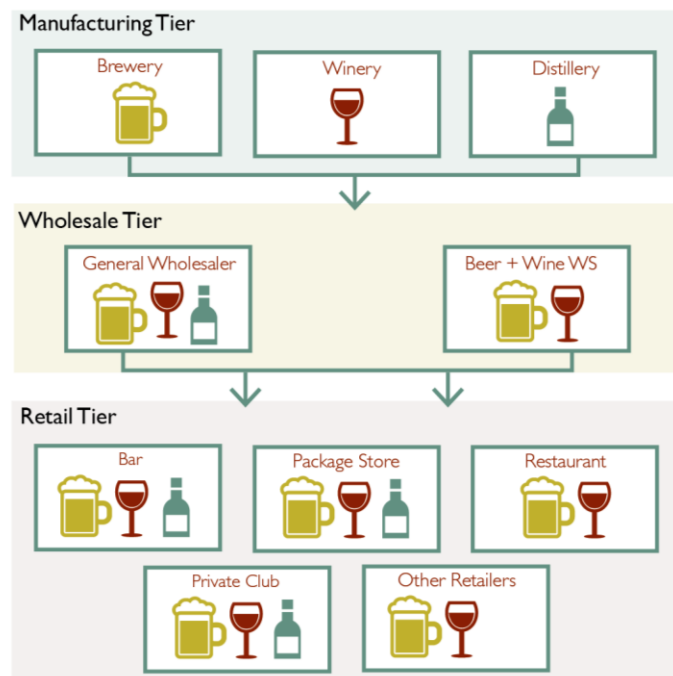 Manufacturing Tier
Brewery
Winery
Distillery
Wholesale Tier
General Wholesaler
Beer + Wine WS
Retail Tier
Bar
Package Store
Restaurant
Private Club
Other Retailers